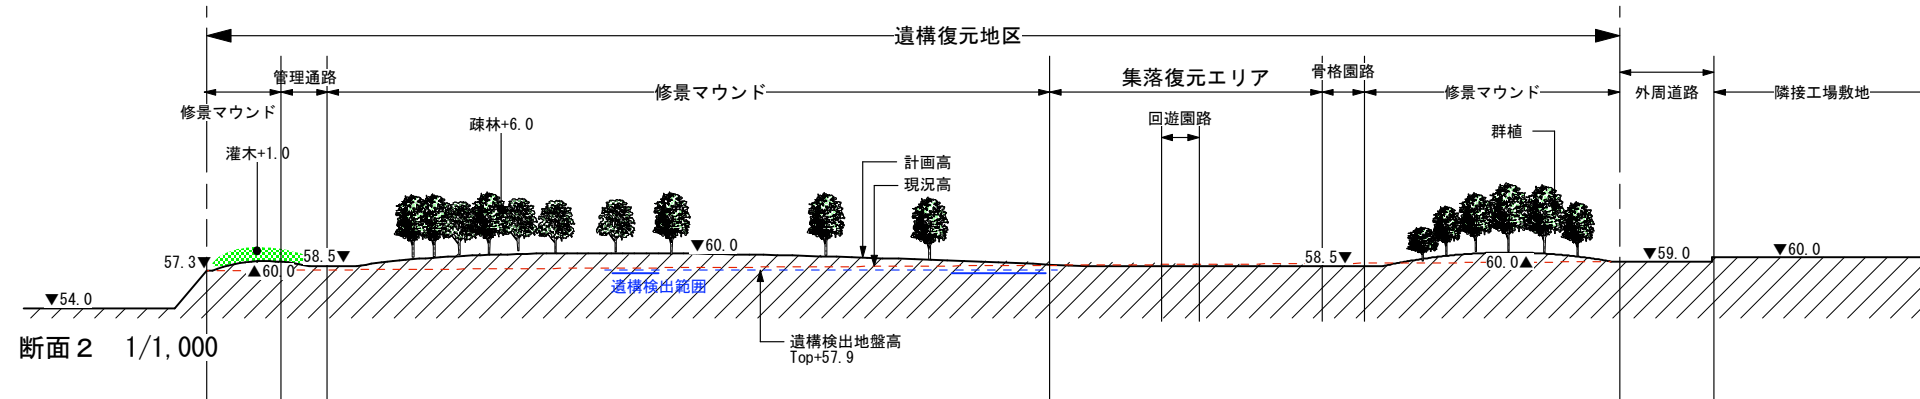 遺構復元地区
管理通路
集落復元エリア
骨格園路
修景マウンド
修景マウンド
修景マウンド
外周道路
隣接工場敷地
疎林+6.0
回遊園路
群植
灌木+1.0
計画高
現況高
57.3▼
▲60.0
58.5▼
▼60.0
58.5▼
60.0▲
▼59.0
▼60.0
遺構検出範囲
▼54.0
遺構検出地盤高
Top+57.9
断面2 1/1,000